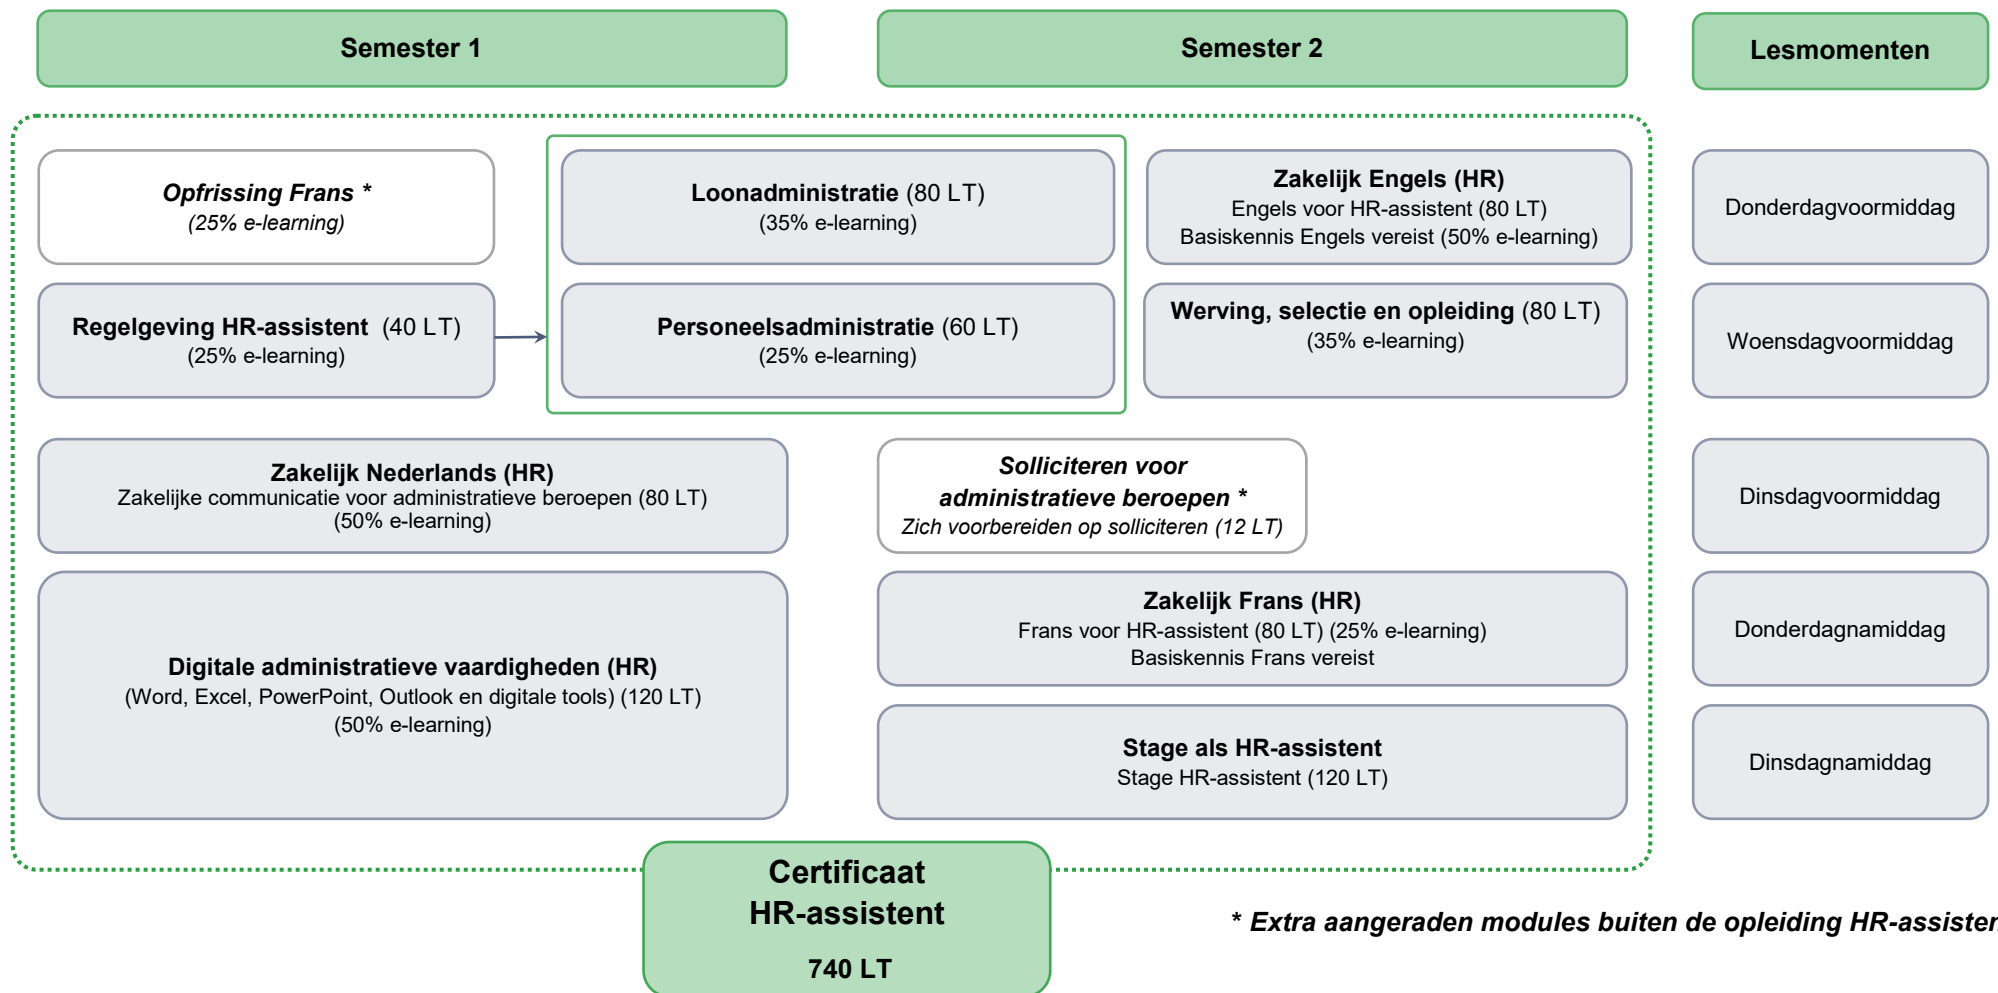 Semester 1
Semester 2
Lesmomenten
Opfrissing Frans *
(25% e-learning)
Loonadministratie (80 LT)
(35% e-learning)
Zakelijk Engels (HR)
Engels voor HR-assistent (80 LT)
Basiskennis Engels vereist (50% e-learning)
Donderdagvoormiddag
Regelgeving HR-assistent (40 LT)
(25% e-learning)
Personeelsadministratie (60 LT)
(25% e-learning)
Werving, selectie en opleiding (80 LT)
(35% e-learning)
Woensdagvoormiddag
Zakelijk Nederlands (HR)
Zakelijke communicatie voor administratieve beroepen (80 LT)
(50% e-learning)
Solliciteren voor
administratieve beroepen *
Zich voorbereiden op solliciteren (12 LT)
Dinsdagvoormiddag
Digitale administratieve vaardigheden (HR)
(Word, Excel, PowerPoint, Outlook en digitale tools) (120 LT)
(50% e-learning)
Zakelijk Frans (HR)
Frans voor HR-assistent (80 LT) (25% e-learning)
Basiskennis Frans vereist
Donderdagnamiddag
Stage als HR-assistent
Stage HR-assistent (120 LT)
Dinsdagnamiddag
Certificaat
HR-assistent
740 LT
* Extra aangeraden modules buiten de opleiding HR-assisten